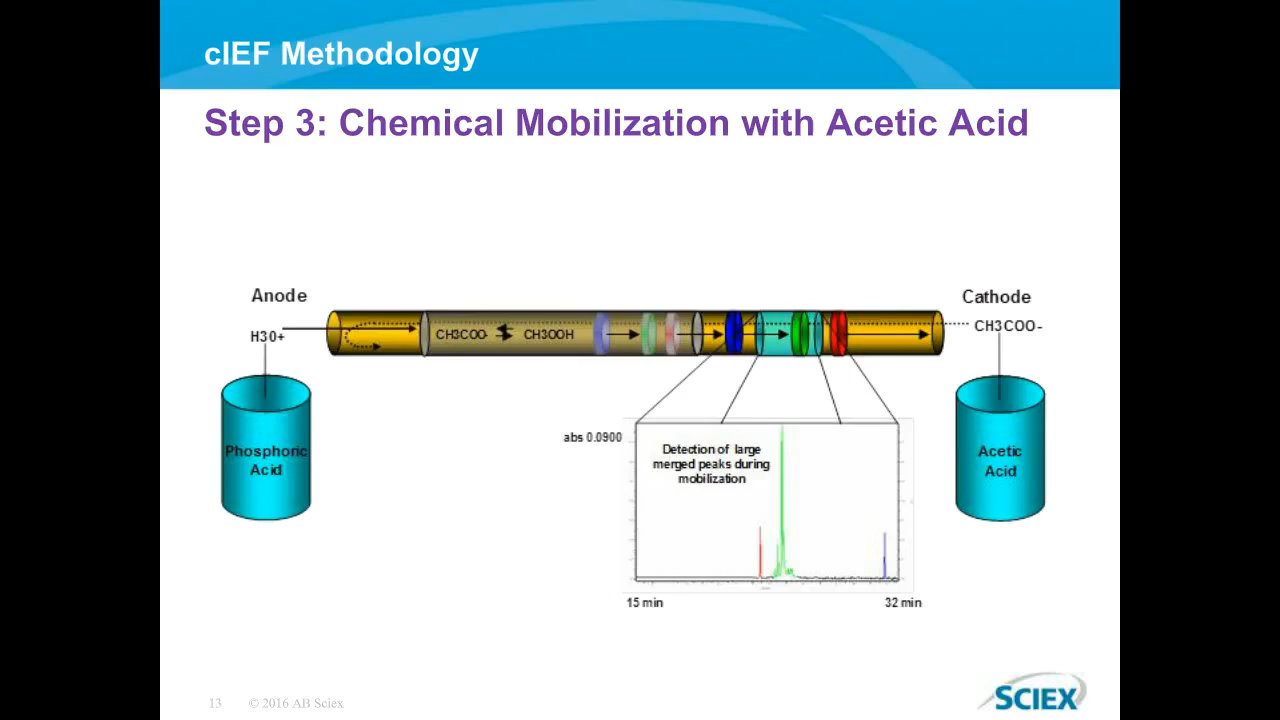 cIEF Methodology
Step 3: Chemical Mobilization with Acetic Acid
Anode
Cathode
H30+
CH3COO-
CH3COO-
CH3OOH
Phosphoric
Acid
Acetic
Acid
abs 0.0900
Detection of large
merged peaks during
mobilization
15 min
32 min
13
© 2016 AB Sciex
SCIEX